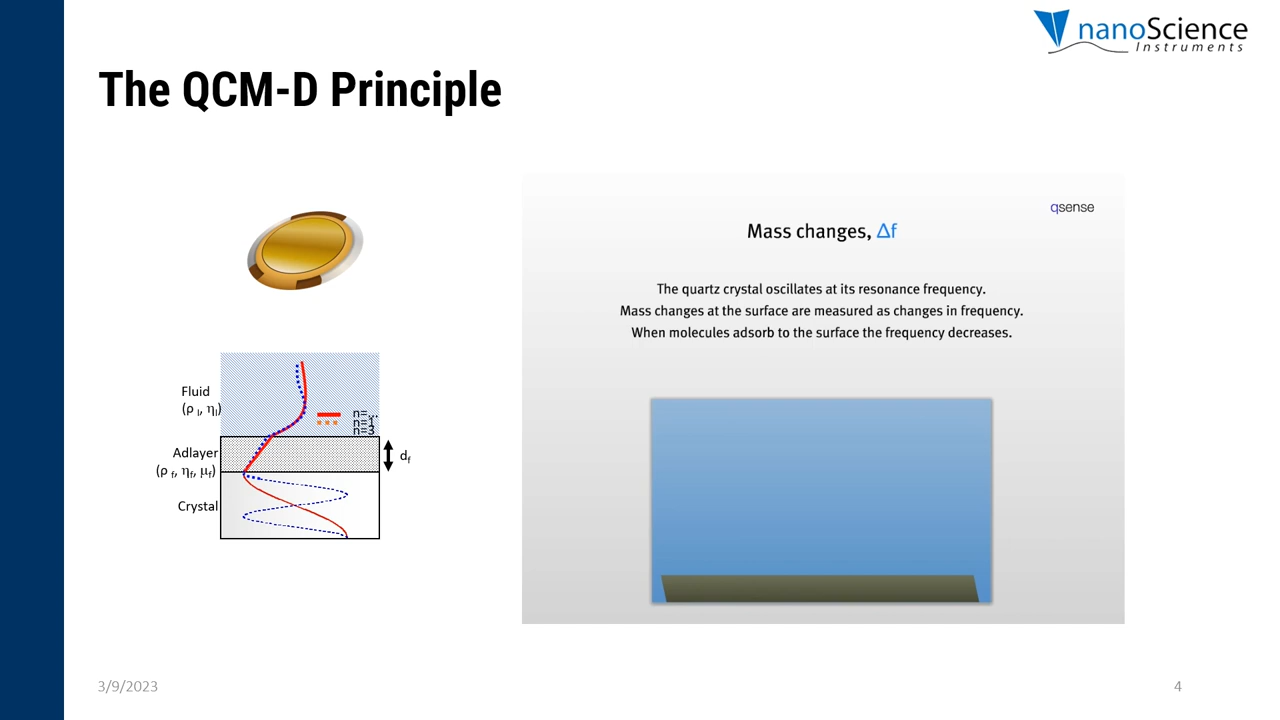 nanoScience
Instruments
The QCM-D Principle
qsense
Mass changes, Δf
The quartz crystal oscillates at its resonance frequency.
Mass changes at the surface are measured as changes in frequency.
When molecules adsorb to the surface the frequency decreases.
Fluid
(ρ l, ηl)
n=...
n=1
n=3
Adlayer
(ρ f, ηf, μf)
df
Crystal
3/9/2023
4